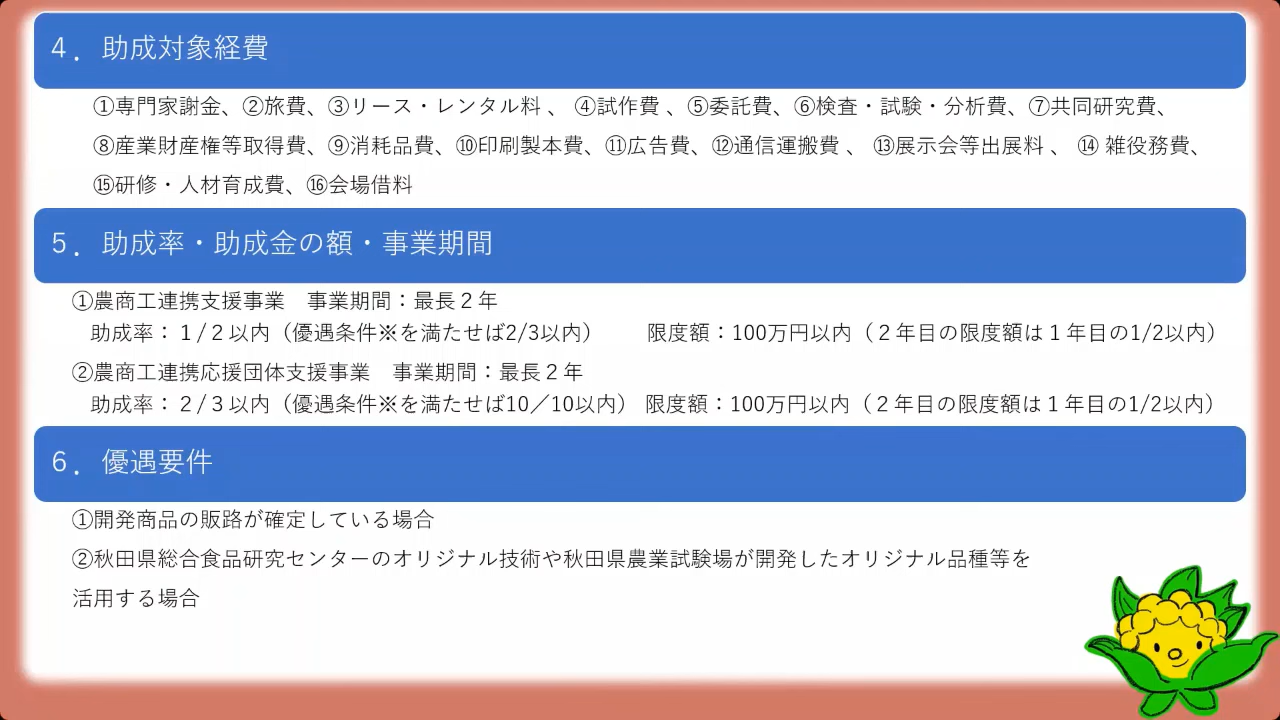 ４．助成対象経費
①専門家謝金、②旅費、③リース・レンタル料 、 ④試作費 、⑤委託費、⑥検査・試験・分析費、⑦共同研究費、
⑧産業財産権等取得費、⑨消耗品費、⑩印刷製本費、⑪広告費、⑫通信運搬費 、 ⑬展示会等出展料 、 ⑭ 雑役務費、
⑮研修・人材育成費、⑯会場借料
５．助成率・助成金の額・事業期間
①農商工連携支援事業　事業期間：最長２年
助成率：１/２以内（優遇条件※を満たせば2/3以内）　　限度額：100万円以内（２年目の限度額は１年目の1/2以内）
②農商工連携応援団体支援事業　事業期間：最長２年
助成率：２/３以内（優遇条件※を満たせば10／10以内）　限度額：100万円以内（２年目の限度額は１年目の1/2以内）
６．優遇要件
①開発商品の販路が確定している場合
②秋田県総合食品研究センターのオリジナル技術や秋田県農業試験場が開発したオリジナル品種等を
活用する場合